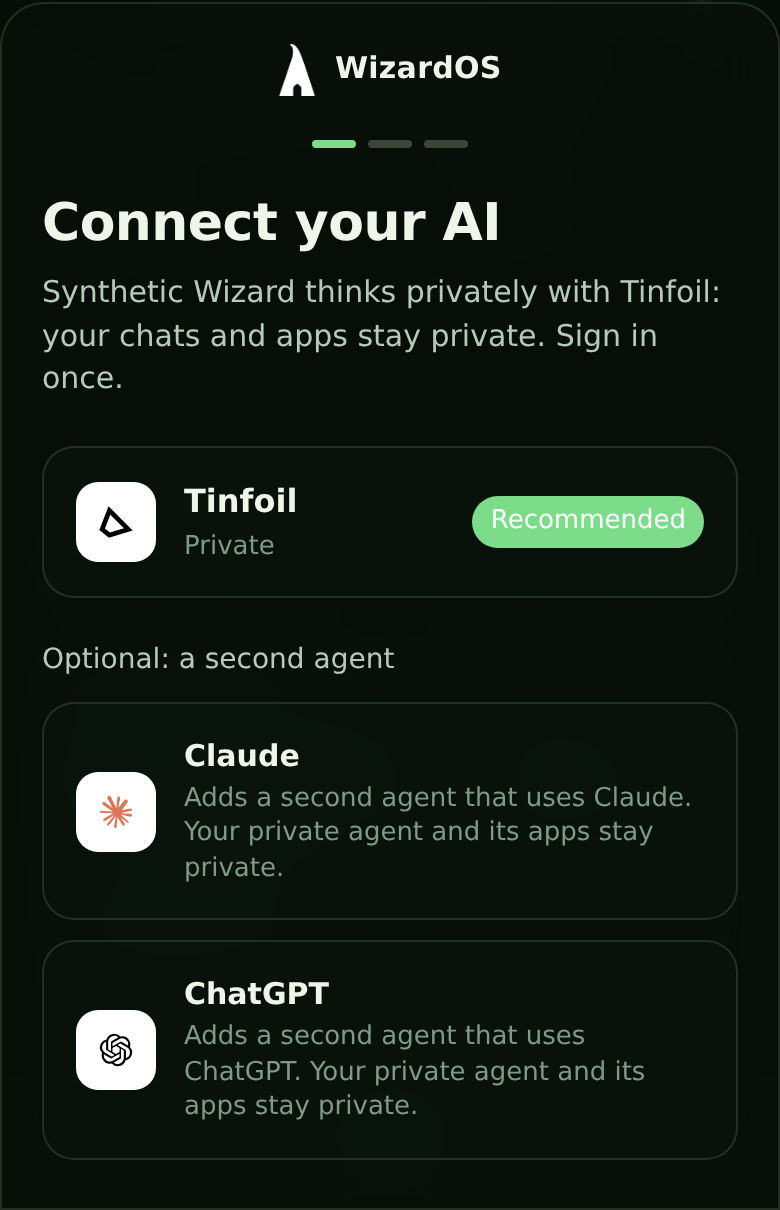 WizardOS
Connect your AI
Synthetic Wizard thinks privately with Tinfoil:
your chats and apps stay private. Sign in
once.
Tinfoil
Private
Recommended
Optional: a second agent
Claude
Adds a second agent that uses Claude.
Your private agent and its apps stay
private.
ChatGPT
Adds a second agent that uses
ChatGPT. Your private agent and its
apps stay private.